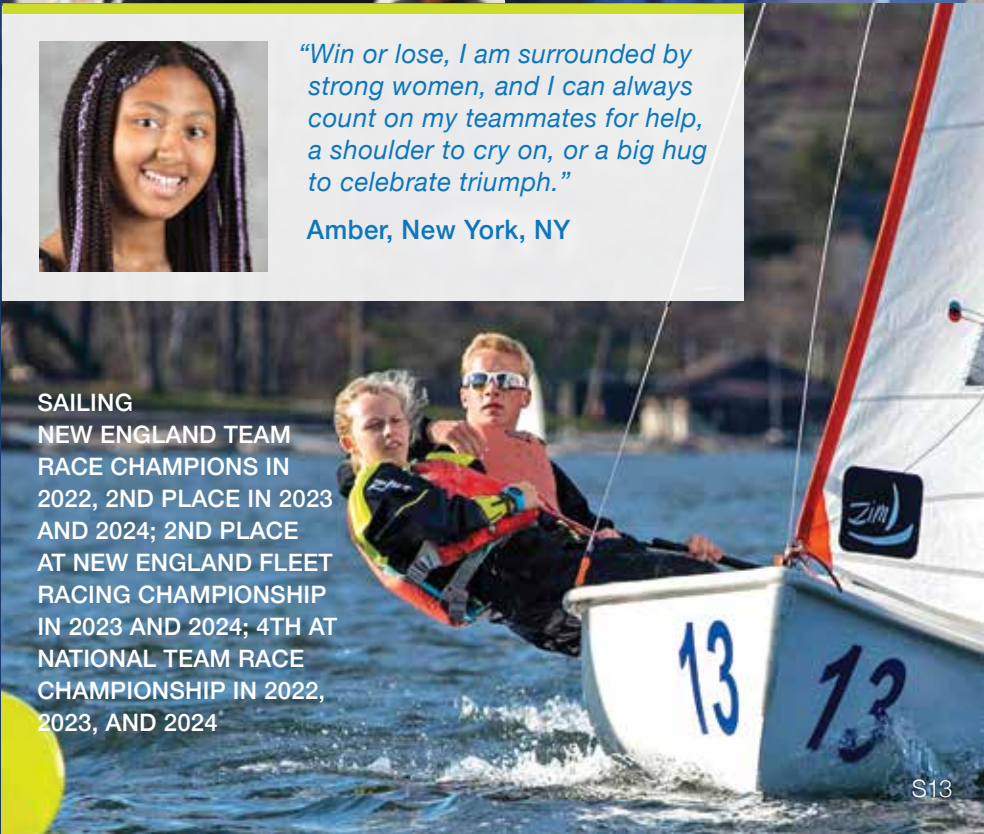 “Win or lose, I am surrounded by
strong women, and I can always
count on my teammates for help,
a shoulder to cry on, or a big hug
to celebrate triumph.”
Amber, New York, NY
SAILING
NEW ENGLAND TEAM
RACE CHAMPIONS IN
2022, 2ND PLACE IN 2023
AND 2024; 2ND PLACE
AT NEW ENGLAND FLEET
RACING CHAMPIONSHIP
IN 2023 AND 2024; 4TH AT
NATIONAL TEAM RACE
CHAMPIONSHIP IN 2022,
2023, AND 2024
Zim
13
13
S13